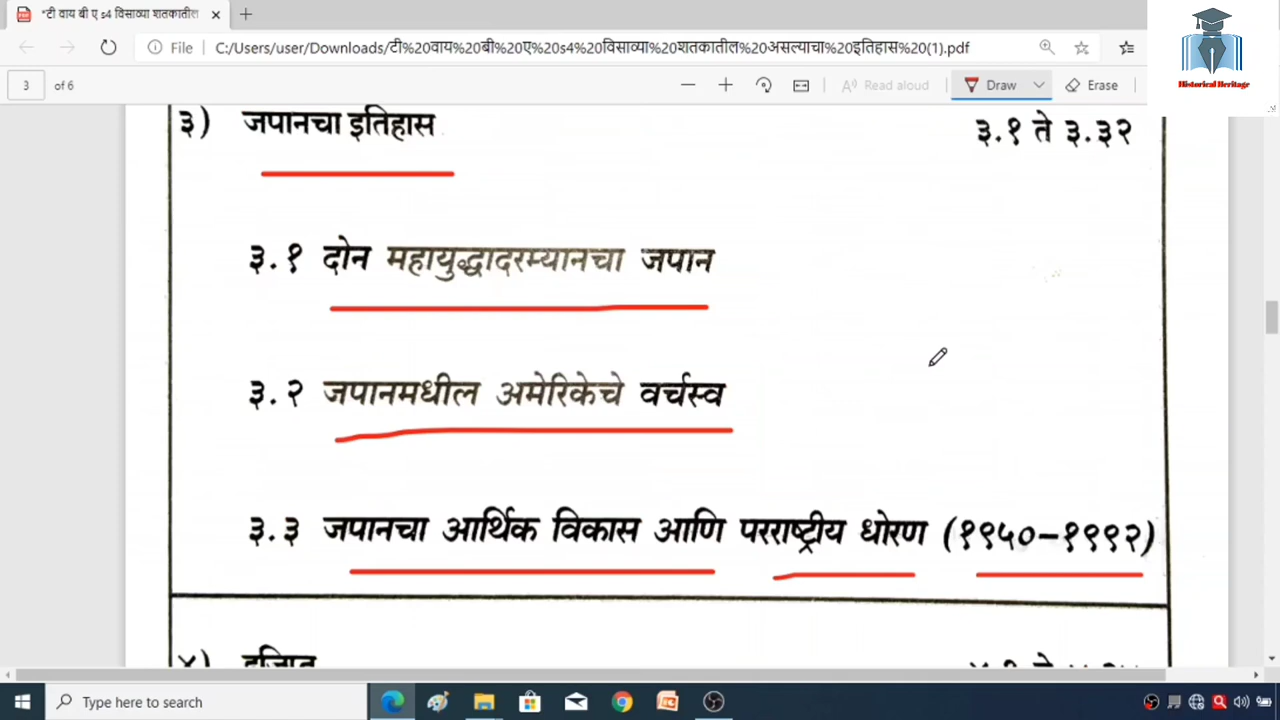 *टी वाय बी ए s4 विसाव्या शतकातील
File C:/Users/user/Downloads/टी%20वाय%20बी%20ए%20s4%20विसाव्या%20शतकातील%20असल्याचा%20इतिहास%20(1).pdf
3 of 6 Read aloud Draw Erase
Historical Heritage
३) जपानचा इतिहास ३.१ ते ३.३२
३.१ दोन महायुद्धादरम्यानचा जपान
३.२ जपानमधील अमेरिकेचे वर्चस्व
३.३ जपानचा आर्थिक विकास आणि परराष्ट्रीय धोरण (१९५०-१९९२)
४) इजिप्त
Type here to search